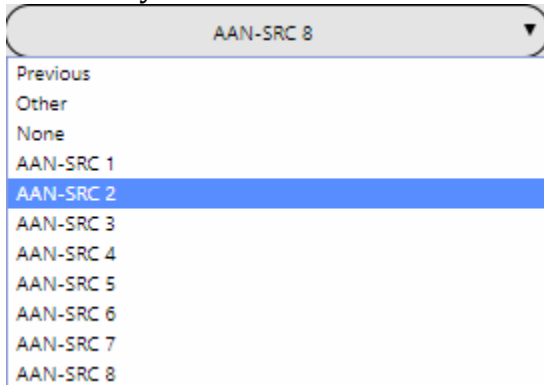 AAN-SRC 8
Previous
Other
None
AAN-SRC 1
AAN-SRC 2
AAN-SRC 3
AAN-SRC 4
AAN-SRC 5
AAN-SRC 6
AAN-SRC 7
AAN-SRC 8